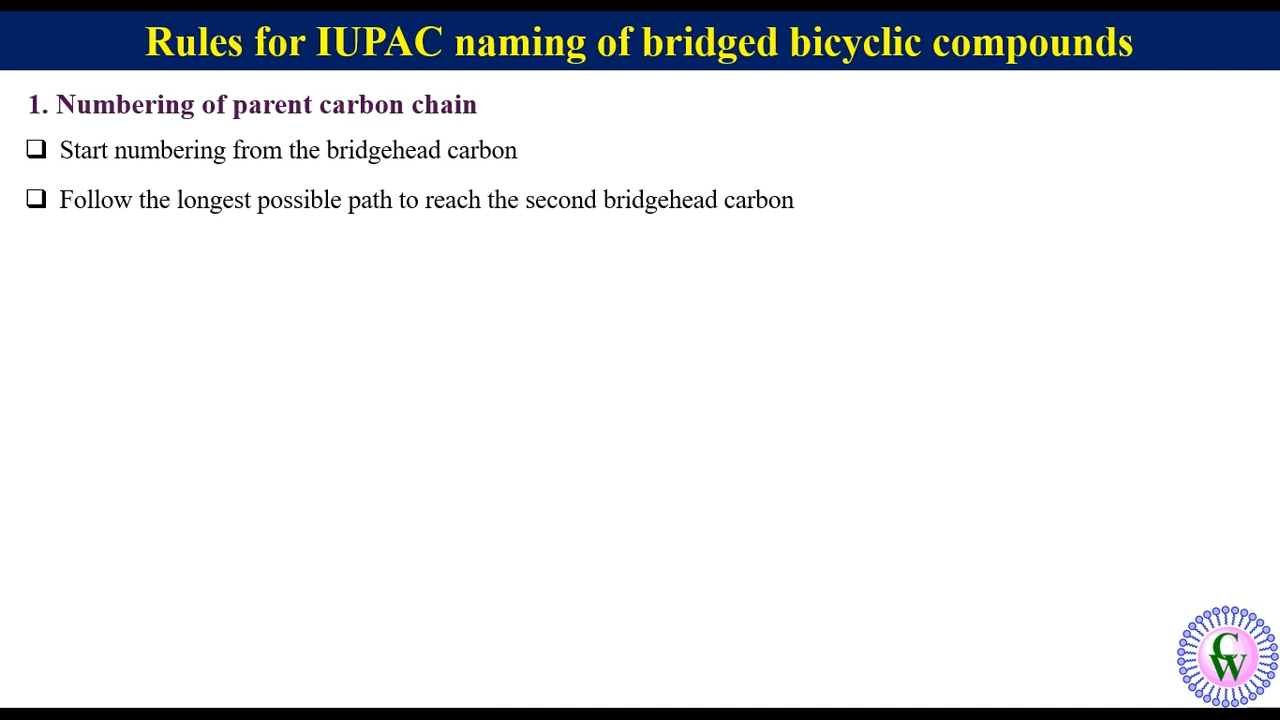 Rules for IUPAC naming of bridged bicyclic compounds
1. Numbering of parent carbon chain
❑ Start numbering from the bridgehead carbon
❑ Follow the longest possible path to reach the second bridgehead carbon
C
W